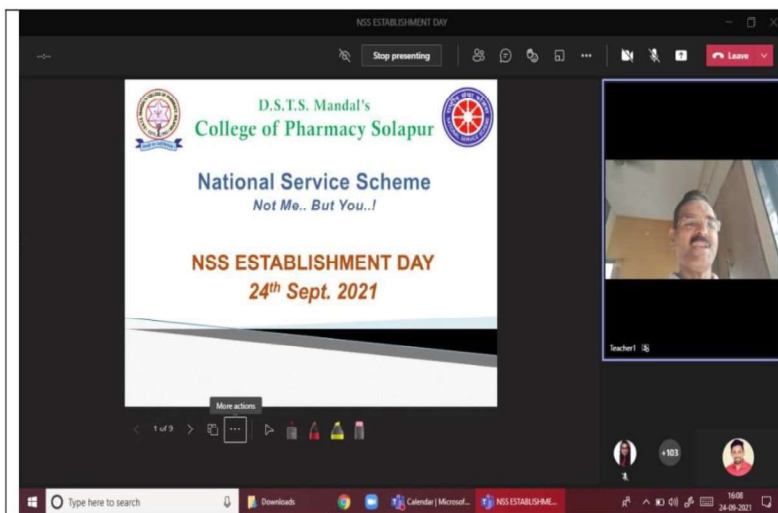 NSS ESTABLISHMENT DAY
Stop presenting
Leave
D.S.T.S. Mandal's
College of Pharmacy Solapur
National Service Scheme
Not Me.. But You..!
NSS ESTABLISHMENT DAY
24th Sept. 2021
Teacher1
More actions
1 of 9
+103
Type here to search
Downloads
Calendar | Microsof...
NSS ESTABLISHME...
16:08
24-09-2021